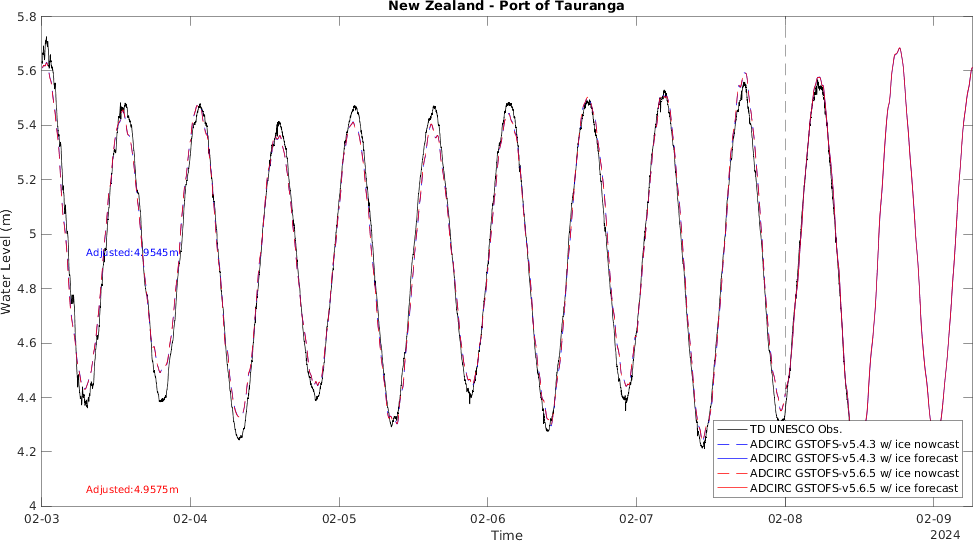 New Zealand - Port of Tauranga
5.8
5.6
5.4
5.2
5
4.8
4.6
4.4
4.2
4
Water Level (m)
Adjusted:4.9545m
Adjusted:4.9575m
TD UNESCO Obs.
ADCIRC GSTOFS-v5.4.3 w/ ice nowcast
ADCIRC GSTOFS-v5.4.3 w/ ice forecast
ADCIRC GSTOFS-v5.6.5 w/ ice nowcast
ADCIRC GSTOFS-v5.6.5 w/ ice forecast
02-03 02-04 02-05 02-06 02-07 02-08 02-09
Time
2024